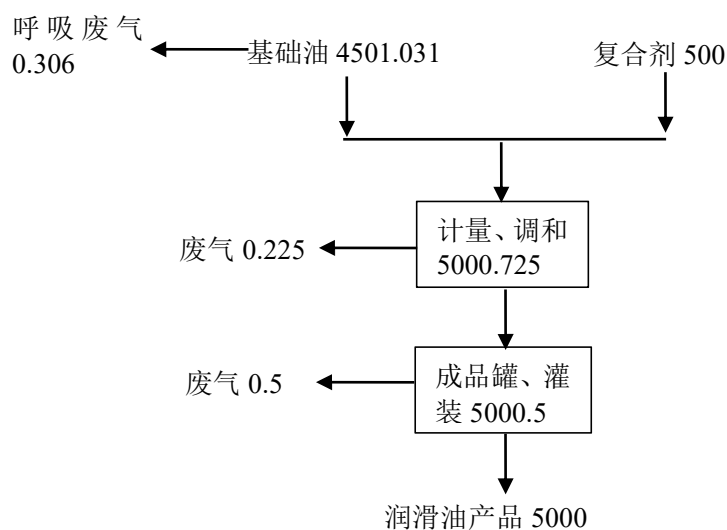 呼吸废气
0.306
基础油 4501.031
复合剂 500
计量、调和
5000.725
废气 0.225
成品罐、灌
装 5000.5
废气 0.5
润滑油产品 5000